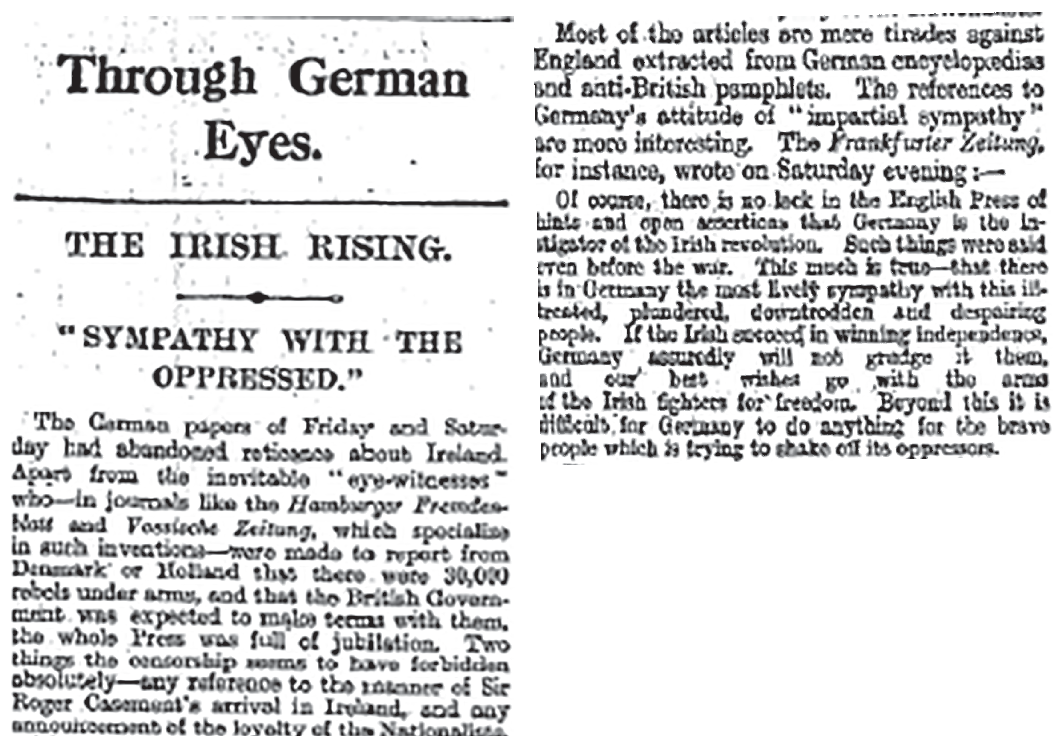 Through German
Eyes.
THE IRISH RISING.
"SYMPATHY WITH THE
OPPRESSED."
The German papers of Friday and Satur-
day had abandoned reticence about Ireland.
Apart from the inevitable "eye-witnesses"
who—in journals like the Hamburger Fremden-
blatt and Vossische Zeitung, which specialise
in such inventions—were made to report from
Denmark or Holland that there were 30,000
rebels under arms, and that the British Govern-
ment was expected to make terms with them,
the whole Press was full of jubilation. Two
things the censorship seems to have forbidden
absolutely—any reference to the manner of Sir
Roger Casement's arrival in Ireland, and any
announcement of the loyalty of the Nationalists.
Most of the articles are mere tirades against
England extracted from German encyclopædias
and anti-British pamphlets. The references to
Germany's attitude of "impartial sympathy"
are more interesting. The Frankfurter Zeitung,
for instance, wrote on Saturday evening:—
Of course, there is no lack in the English Press of
hints and open assertions that Germany is the in-
stigator of the Irish revolution. Such things were said
even before the war. This much is true—that there
is in Germany the most lively sympathy with this ill-
treated, plundered, downtrodden and despairing
people. If the Irish succeed in winning independence,
Germany assuredly will not grudge it them,
and our best wishes go with the arms
of the Irish fighters for freedom. Beyond this it is
difficult for Germany to do anything for the brave
people which is trying to shake off its oppressors.